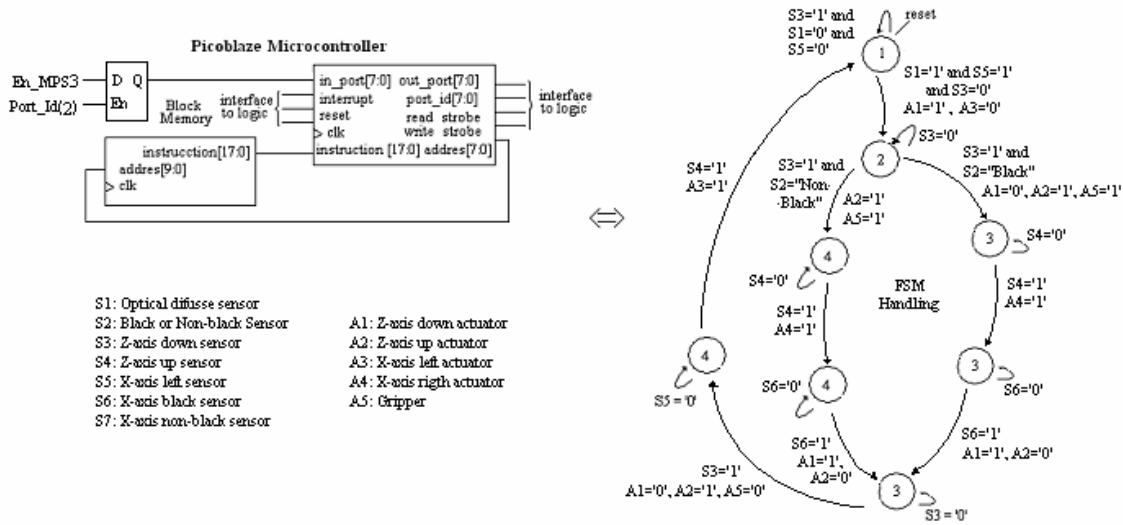 Picoblaze Microcontroller
En_MPS3
Port_Id(2)
D Q
En
Block
Memory
interface
to logic
in_port[7:0] out_port[7:0]
interrupt port_id[7:0]
reset read strobe
clk write strobe
instruction [17:0] addres[7:0]
interface
to logic
instrucction[17:0]
addres[9:0]
clk
S1: Optical difusse sensor
S2: Black or Non-black Sensor
S3: Z-axis down sensor
S4: Z-axis up sensor
S5: X-axis left sensor
S6: X-axis black sensor
S7: X-axis non-black sensor
A1: Z-axis down actuator
A2: Z-axis up actuator
A3: X-axis left actuator
A4: X-axis rigth actuator
A5: Gripper
S3='1' and
S1='0' and
S5='0'
reset
1
S1='1' and S5='1'
and S3='0'
A1='1', A3='0'
S3='0'
2
S3='1' and
S2="Non-
-Black"
A2='1'
A5='1'
S3='1' and
S2="Black"
A1='0', A2='1', A5='1'
S4='1'
A3='1'
4
S4='0'
3
S4='0'
FSM
Handling
S4='1'
A4='1'
S4='1'
A4='1'
4
S5='0'
4
S6='0'
3
S6='0'
S6='1'
A1='1',
A2='0'
S6='1'
A1='1', A2='0'
S3='1'
A1='0', A2='1', A5='0'
3
S3='0'